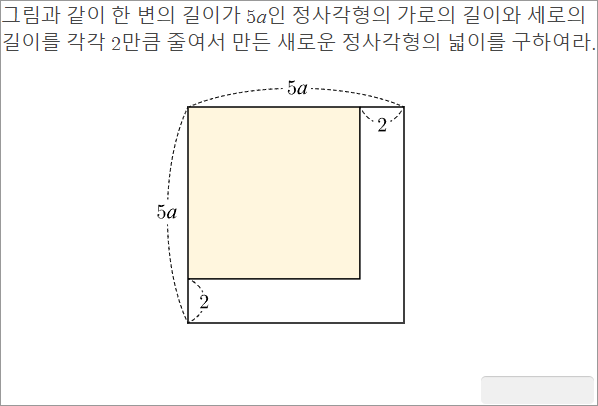 그림과 같이 한 변의 길이가 5a인 정사각형의 가로의 길이와 세로의
길이를 각각 2만큼 줄여서 만든 새로운 정사각형의 넓이를 구하여라.
5a
2
5a
2